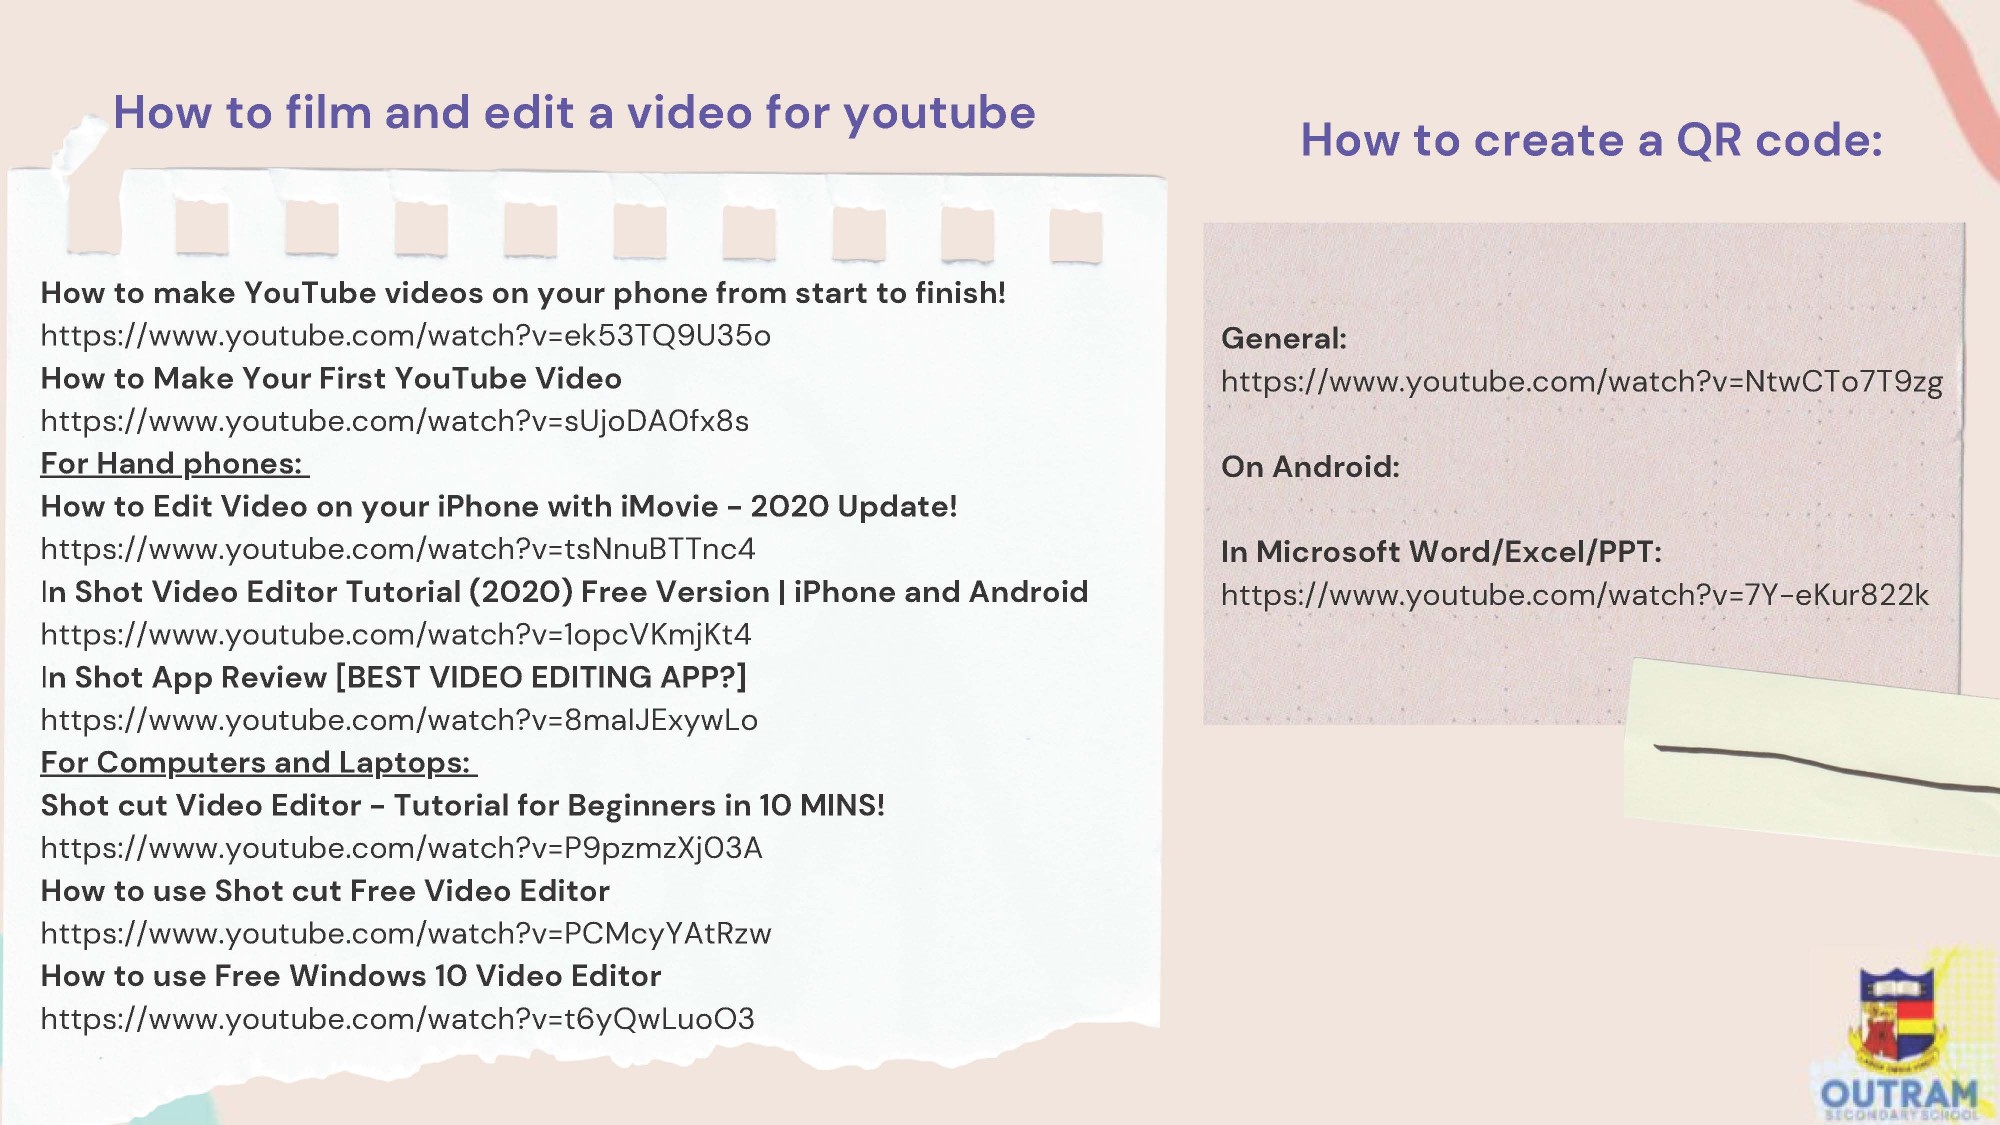 How to film and edit a video for youtube
How to make YouTube videos on your phone from start to finish!
https://www.youtube.com/watch?v=ek53TQ9U35o
How to Make Your First YouTube Video
https://www.youtube.com/watch?v=sUjoDA0fx8s
For Hand phones:
How to Edit Video on your iPhone with iMovie - 2020 Update!
https://www.youtube.com/watch?v=tsNnuBTTnc4
In Shot Video Editor Tutorial (2020) Free Version | iPhone and Android
https://www.youtube.com/watch?v=1opcVKmjKt4
In Shot App Review [BEST VIDEO EDITING APP?]
https://www.youtube.com/watch?v=8malJExywLo
For Computers and Laptops:
Shot cut Video Editor - Tutorial for Beginners in 10 MINS!
https://www.youtube.com/watch?v=P9pzmzXj03A
How to use Shot cut Free Video Editor
https://www.youtube.com/watch?v=PCMcyYAtRzw
How to use Free Windows 10 Video Editor
https://www.youtube.com/watch?v=t6yQwLuoO3
How to create a QR code:
General:
https://www.youtube.com/watch?v=NtwCTo7T9zg
On Android:
In Microsoft Word/Excel/PPT:
https://www.youtube.com/watch?v=7Y-eKur822k
OUTRAM
SECONDARY SCHOOL